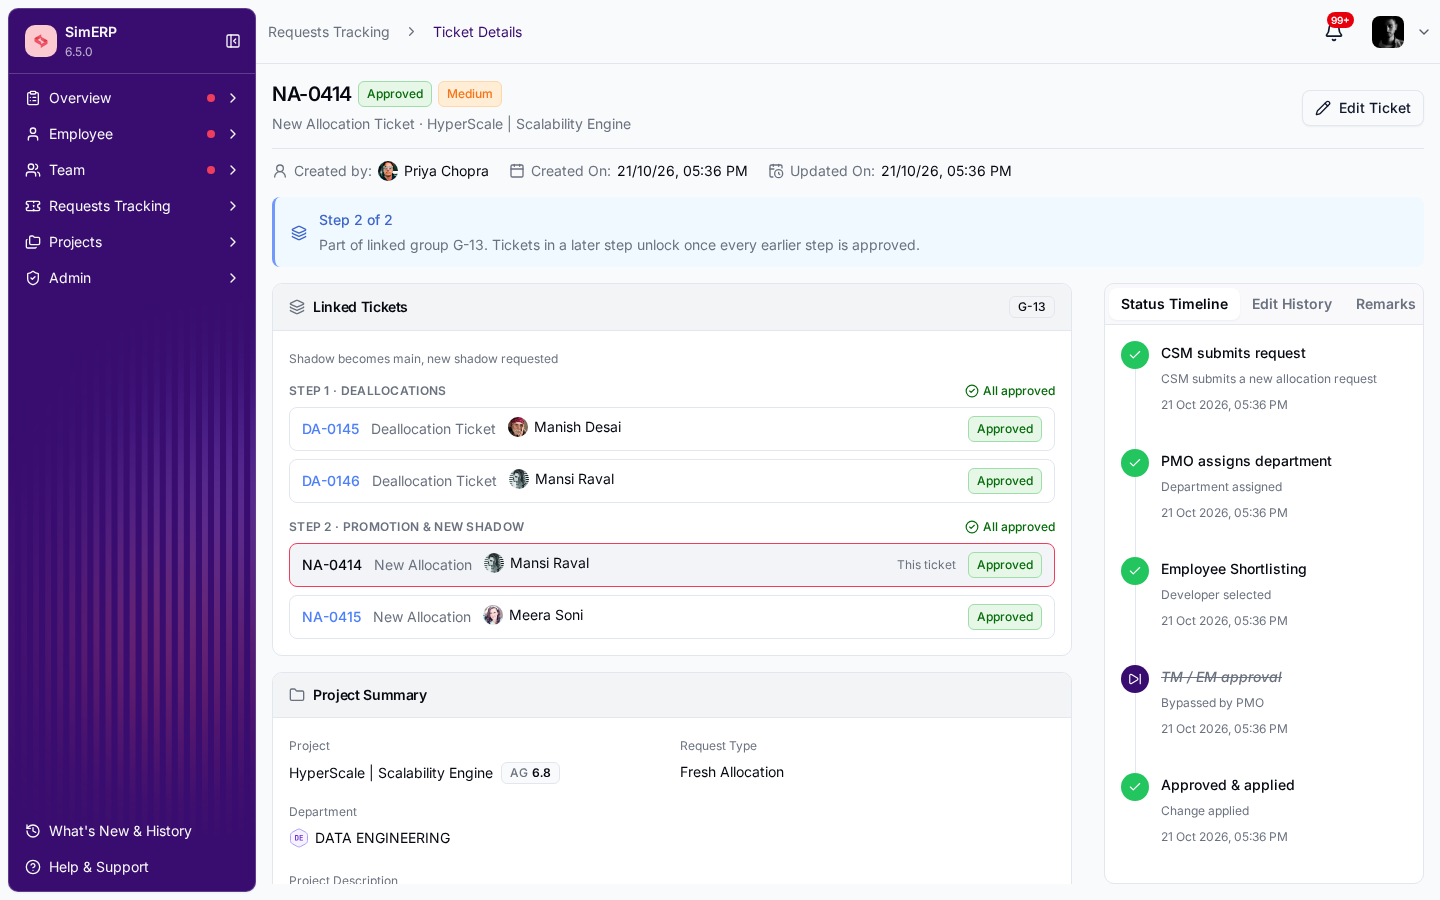 SimERP
6.5.0
Overview
Employee
Team
Requests Tracking
Projects
Admin
What's New & History
Help & Support
Requests Tracking
Ticket Details
99+
NA-0414 Approved Medium
New Allocation Ticket · HyperScale | Scalability Engine
Edit Ticket
Created by: Priya Chopra Created On: 21/10/26, 05:36 PM Updated On: 21/10/26, 05:36 PM
Step 2 of 2
Part of linked group G-13. Tickets in a later step unlock once every earlier step is approved.
Linked Tickets G-13
Shadow becomes main, new shadow requested
STEP 1 · DEALLOCATIONS All approved
DA-0145 Deallocation Ticket Manish Desai Approved
DA-0146 Deallocation Ticket Mansi Raval Approved
STEP 2 · PROMOTION & NEW SHADOW All approved
NA-0414 New Allocation Mansi Raval This ticket Approved
NA-0415 New Allocation Meera Soni Approved
Project Summary
Project Request Type
HyperScale | Scalability Engine AG 6.8 Fresh Allocation
Department
DE DATA ENGINEERING
Project Description
Status Timeline Edit History Remarks
CSM submits request
CSM submits a new allocation request
21 Oct 2026, 05:36 PM
PMO assigns department
Department assigned
21 Oct 2026, 05:36 PM
Employee Shortlisting
Developer selected
21 Oct 2026, 05:36 PM
TM / EM approval
Bypassed by PMO
21 Oct 2026, 05:36 PM
Approved & applied
Change applied
21 Oct 2026, 05:36 PM